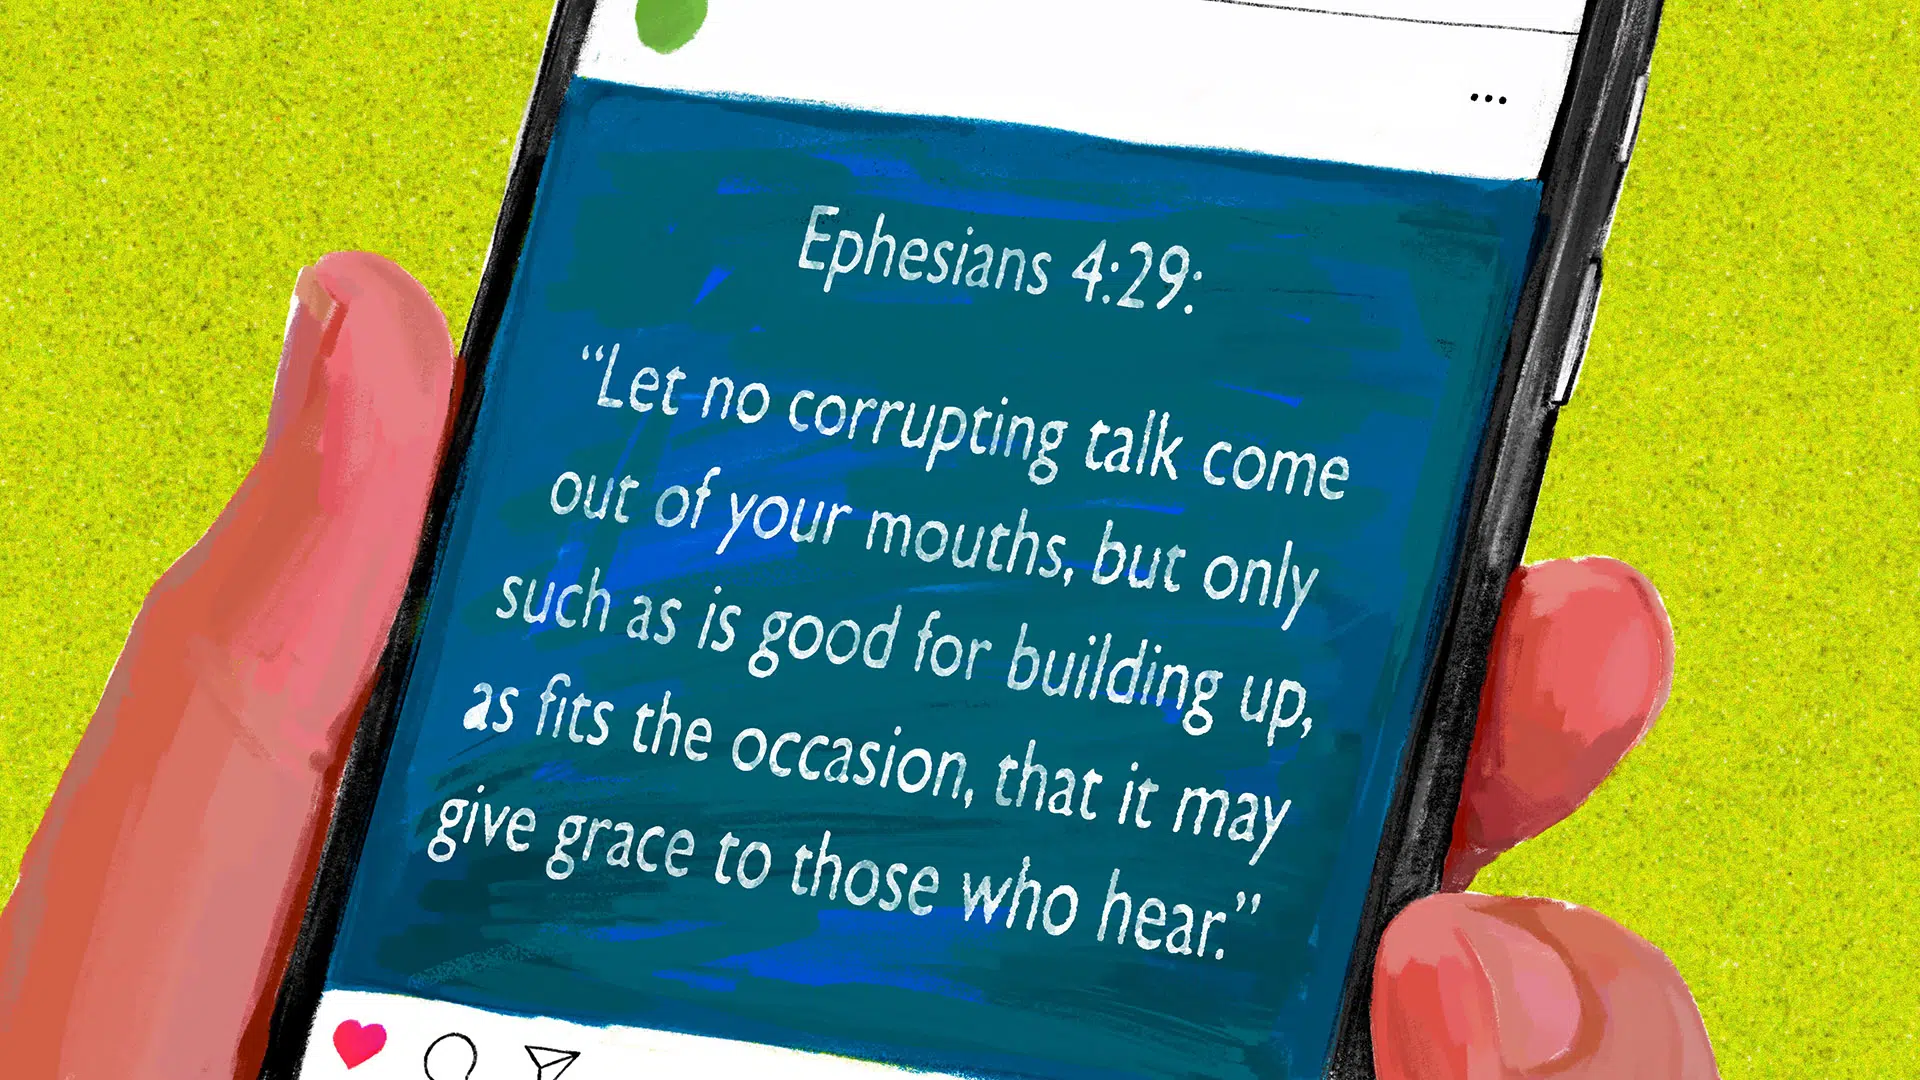 Ephesians 4:29:
“Let no corrupting talk come
out of your mouths, but only
such as is good for building up,
as fits the occasion, that it may
give grace to those who hear.”